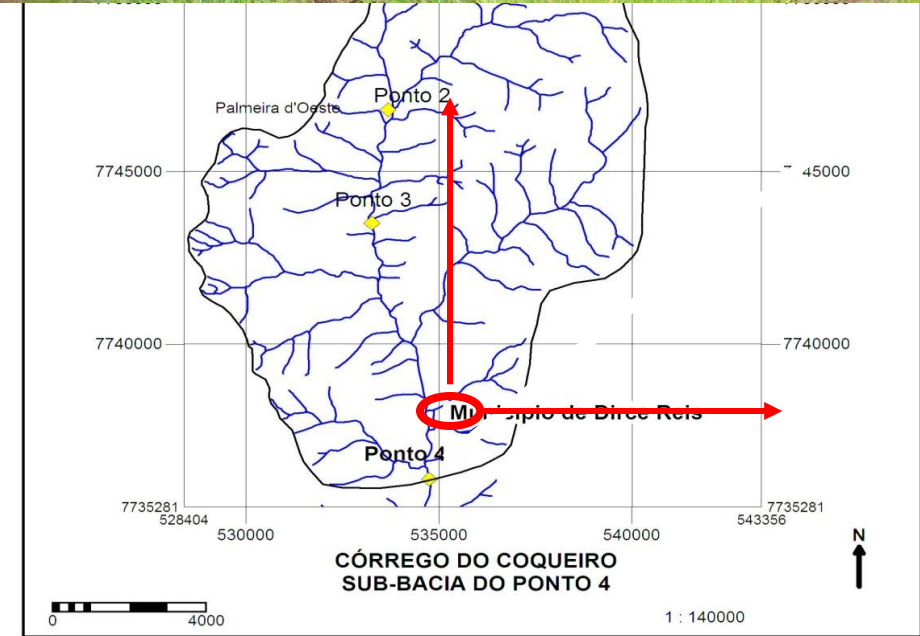 Ponto 2
Palmeira d'Oeste
7745000
45000
Ponto 3
7740000
7740000
Município de Dirce Reis
Ponto 4
7735281
7735281
528404
543356
530000
535000
540000
N
CÓRREGO DO COQUEIRO
SUB-BACIA DO PONTO 4
0
4000
1 : 140000